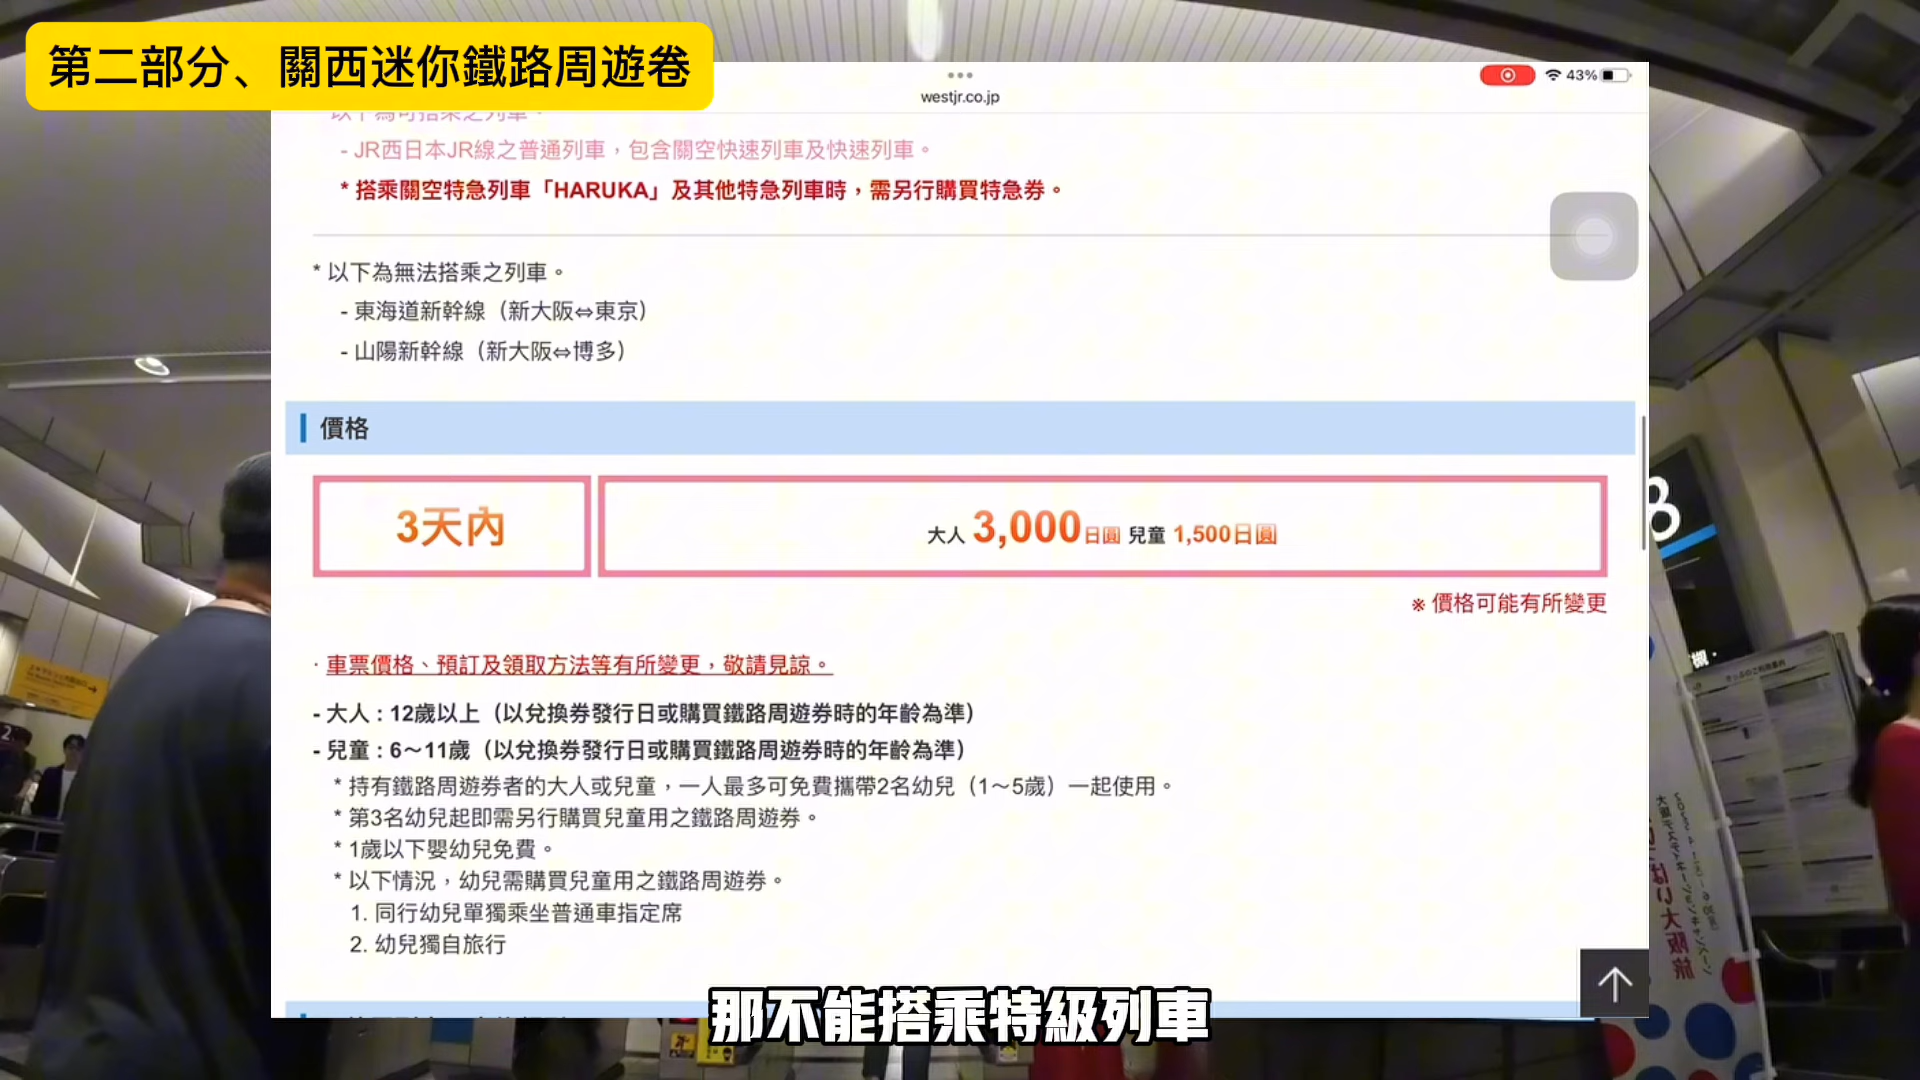 第二部分、關西迷你鐵路周遊卷
westjr.co.jp
43%
以下為可搭乘之列車。
- JR西日本JR線之普通列車，包含關空快速列車及快速列車。
* 搭乘關空特急列車「HARUKA」及其他特急列車時，需另行購買特急券。
* 以下為無法搭乘之列車。
- 東海道新幹線（新大阪⇔東京）
- 山陽新幹線（新大阪⇔博多）
價格
3天內
大人 3,000日圓 兒童 1,500日圓
※ 價格可能有所變更
· 車票價格、預訂及領取方法等有所變更，敬請見諒。
- 大人：12歲以上（以兌換券發行日或購買鐵路周遊券時的年齡為準）
- 兒童：6～11歲（以兌換券發行日或購買鐵路周遊券時的年齡為準）
* 持有鐵路周遊券者的大人或兒童，一人最多可免費攜帶2名幼兒（1～5歲）一起使用。
* 第3名幼兒起即需另行購買兒童用之鐵路周遊券。
* 1歲以下嬰幼兒免費。
* 以下情況，幼兒需購買兒童用之鐵路周遊券。
1. 同行幼兒單獨乘坐普通車指定席
2. 幼兒獨自旅行
那不能搭乘特級列車
8
2